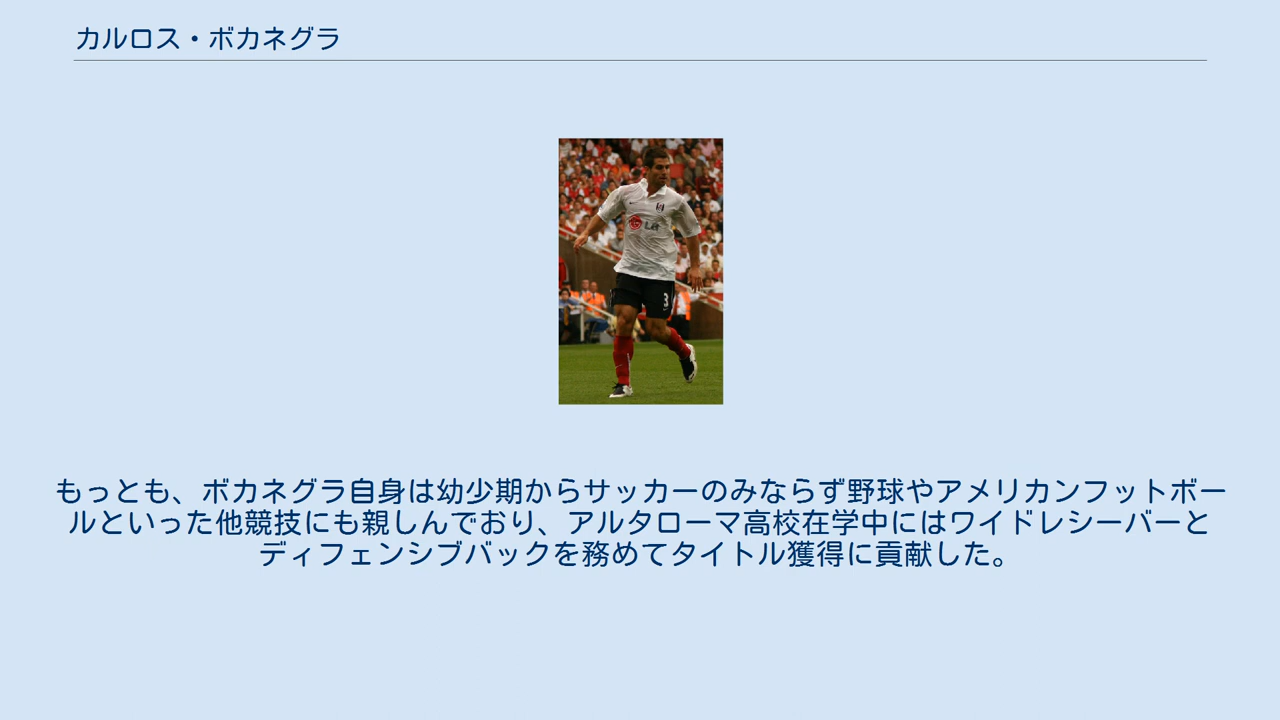 カルロス・ボカネグラ
LG
3
もっとも、ボカネグラ自身は幼少期からサッカーのみならず野球やアメリカンフットボー
ルといった他競技にも親しんでおり、アルタローマ高校在学中にはワイドレシーバーと
ディフェンシブバックを務めてタイトル獲得に貢献した。